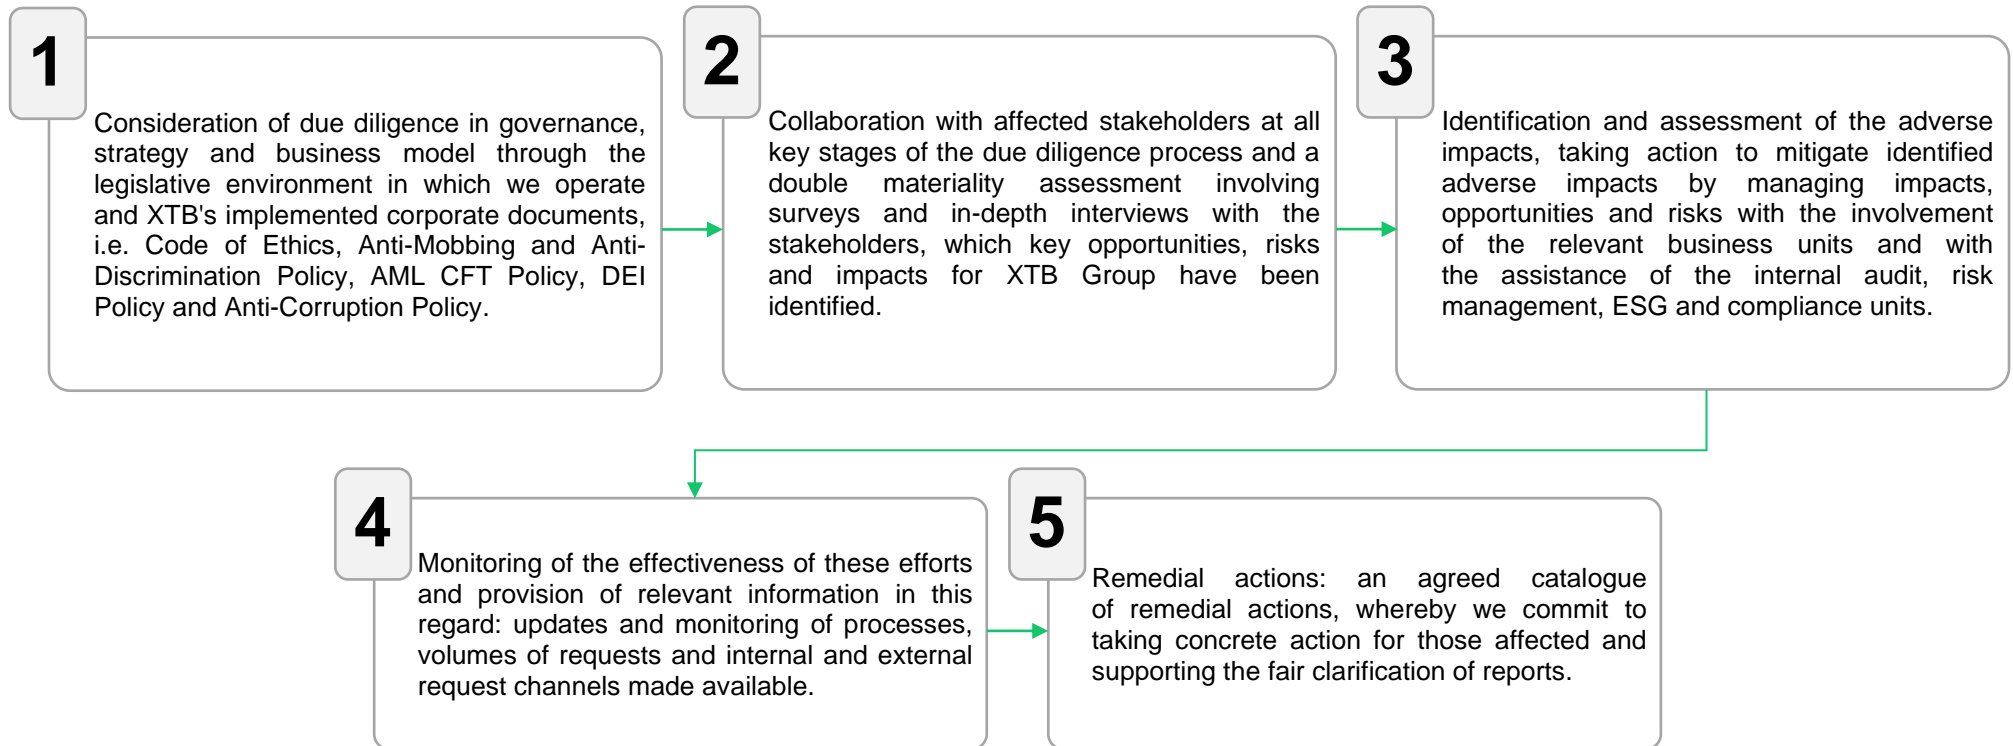 1
Consideration of due diligence in governance,
strategy and business model through the
legislative environment in which we operate
and XTB's implemented corporate documents,
i.e. Code of Ethics, Anti-Mobbing and Anti-
Discrimination Policy, AML CFT Policy, DEI
Policy and Anti-Corruption Policy.
2
Collaboration with affected stakeholders at all
key stages of the due diligence process and a
double materiality assessment involving
surveys and in-depth interviews with the
stakeholders, which key opportunities, risks
and impacts for XTB Group have been
identified.
3
Identification and assessment of the adverse
impacts, taking action to mitigate identified
adverse impacts by managing impacts,
opportunities and risks with the involvement
of the relevant business units and with
the assistance of the internal audit, risk
management, ESG and compliance units.
4
Monitoring of the effectiveness of these efforts
and provision of relevant information in this
regard: updates and monitoring of processes,
volumes of requests and internal and external
request channels made available.
5
Remedial actions: an agreed catalogue
of remedial actions, whereby we commit to
taking concrete action for those affected and
supporting the fair clarification of reports.